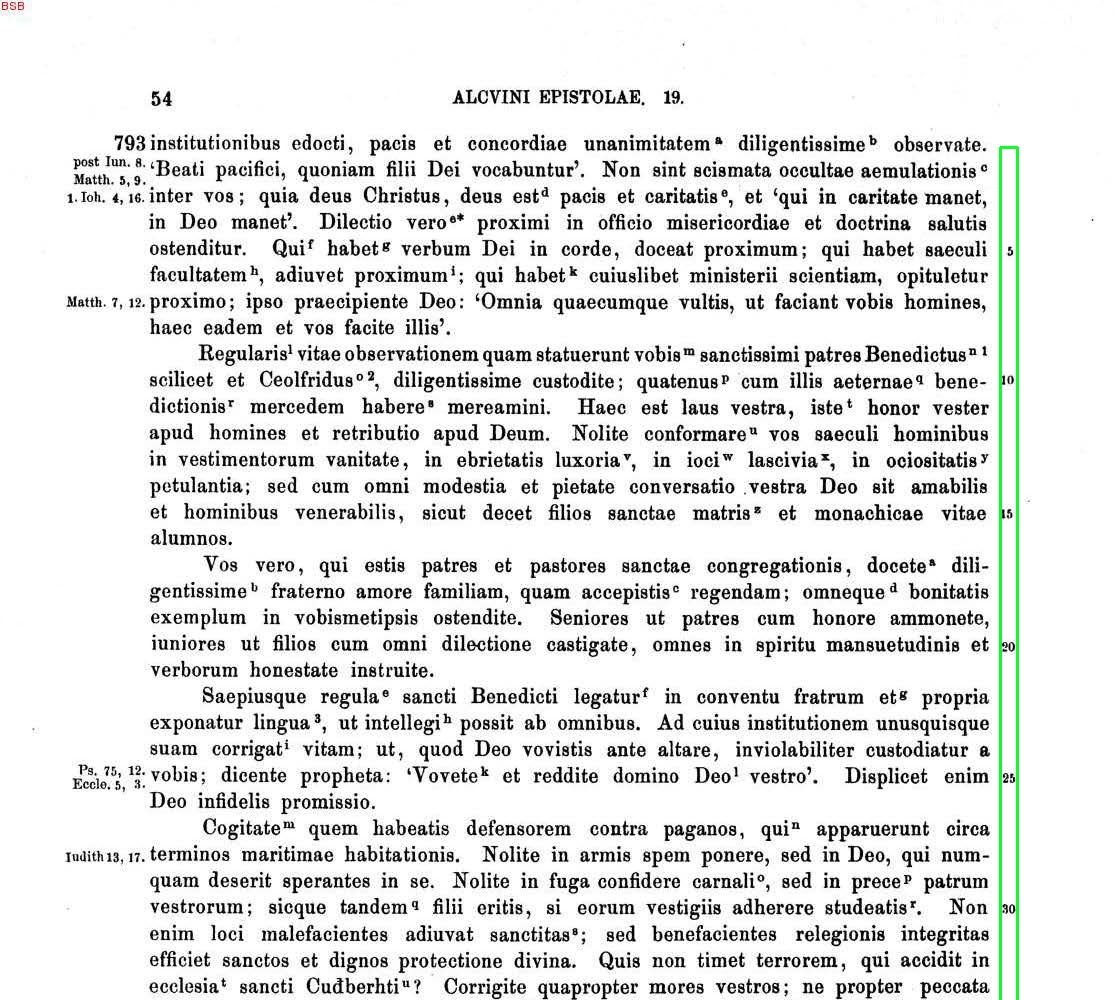 BSB
54 ALCVINI EPISTOLAE. 19.
793 institutionibus edocti, pacis et concordiae unanimitatem a diligentissime b observate.
post Iun. 8. Matth. 5, 9. ‘Beati pacifici, quoniam filii Dei vocabuntur’. Non sint scismata occultae aemulationis c
1. Ioh. 4, 16. inter vos; quia deus Christus, deus est d pacis et caritatis e, et ‘qui in caritate manet,
in Deo manet’. Dilectio vero e* proximi in officio misericordiae et doctrina salutis
ostenditur. Qui f habet g verbum Dei in corde, doceat proximum; qui habet saeculi 5
facultatem h, adiuvet proximum i; qui habet k cuiuslibet ministerii scientiam, opituletur
Matth. 7, 12. proximo; ipso praecipiente Deo: ‘Omnia quaecumque vultis, ut faciant vobis homines,
haec eadem et vos facite illis’.
Regularis l vitae observationem quam statuerunt vobis m sanctissimi patres Benedictus n 1
scilicet et Ceolfridus o 2, diligentissime custodite; quatenus p cum illis aeternae q bene- 10
dictionis r mercedem habere s mereamini. Haec est laus vestra, iste t honor vester
apud homines et retributio apud Deum. Nolite conformare u vos saeculi hominibus
in vestimentorum vanitate, in ebrietatis luxoria v, in ioci w lascivia x, in ociositatis y
petulantia; sed cum omni modestia et pietate conversatio vestra Deo sit amabilis
et hominibus venerabilis, sicut decet filios sanctae matris z et monachicae vitae 15
alumnos.
Vos vero, qui estis patres et pastores sanctae congregationis, docete a dili-
gentissime b fraterno amore familiam, quam accepistis c regendam; omneque d bonitatis
exemplum in vobismetipsis ostendite. Seniores ut patres cum honore ammonete,
iuniores ut filios cum omni dilectione castigate, omnes in spiritu mansuetudinis et 20
verborum honestate instruite.
Saepiusque regula e sancti Benedicti legatur f in conventu fratrum et g propria
exponatur lingua 3, ut intellegi h possit ab omnibus. Ad cuius institutionem unusquisque
suam corrigat i vitam; ut, quod Deo vovistis ante altare, inviolabiliter custodiatur a
Ps. 75, 12. Eccle. 5, 3. vobis; dicente propheta: ‘Vovete k et reddite domino Deo l vestro’. Displicet enim 25
Deo infidelis promissio.
Cogitate m quem habeatis defensorem contra paganos, qui n apparuerunt circa
Iudith 13, 17. terminos maritimae habitationis. Nolite in armis spem ponere, sed in Deo, qui num-
quam deserit sperantes in se. Nolite in fuga confidere carnali o, sed in prece p patrum
vestrorum; sicque tandem q filii eritis, si eorum vestigiis adherere studeatis r. Non 30
enim loci malefacientes adiuvat sanctitas s; sed benefacientes relegionis integritas
efficiet sanctos et dignos protectione divina. Quis non timet terrorem, qui accidit in
ecclesia t sancti Cuđberhti u? Corrigite quapropter mores vestros; ne propter peccata